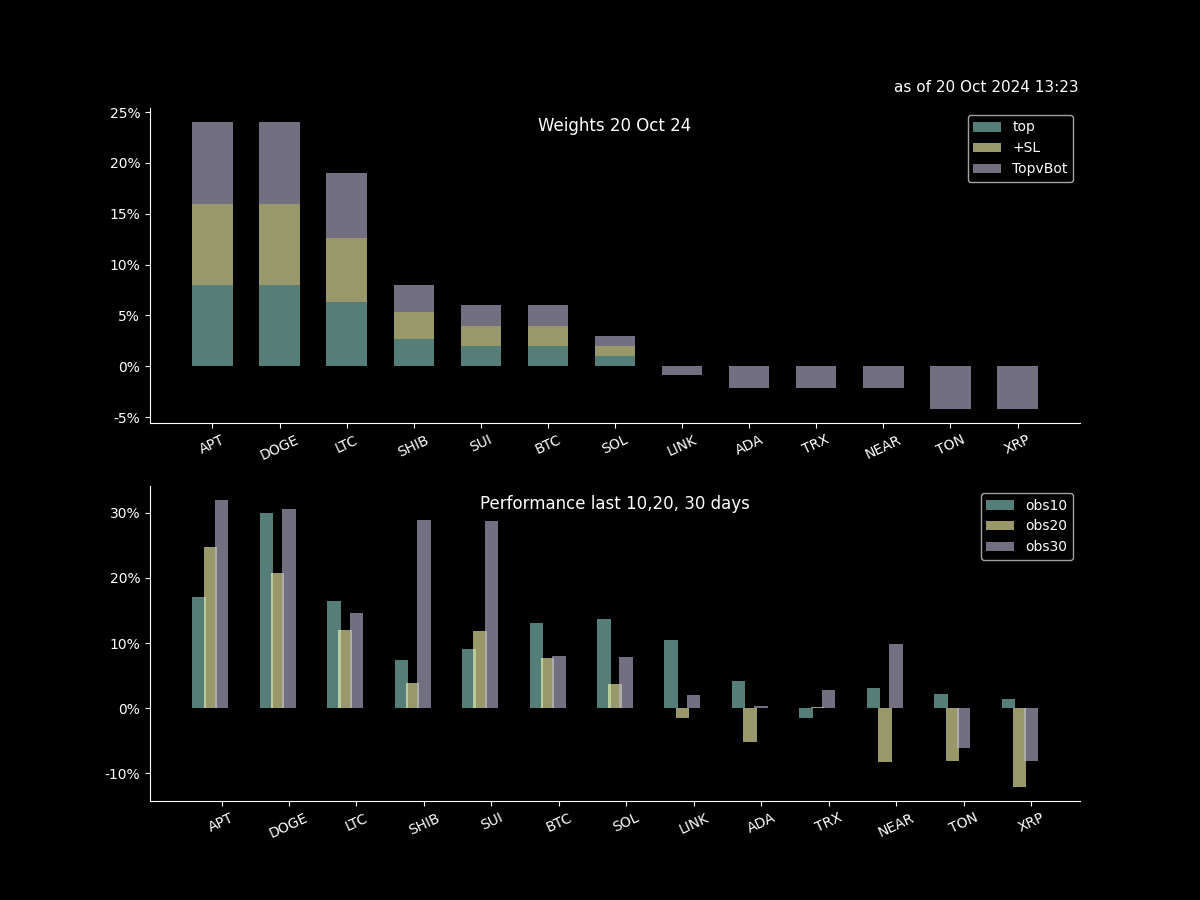 as of 20 Oct 2024 13:23
Weights 20 Oct 24
25%
20%
15%
10%
5%
0%
-5%
top
+SL
TopvBot
APT DOGE LTC SHIB SUI BTC SOL LINK ADA TRX NEAR TON XRP
Performance last 10,20, 30 days
30%
20%
10%
0%
-10%
obs10
obs20
obs30
APT DOGE LTC SHIB SUI BTC SOL LINK ADA TRX NEAR TON XRP